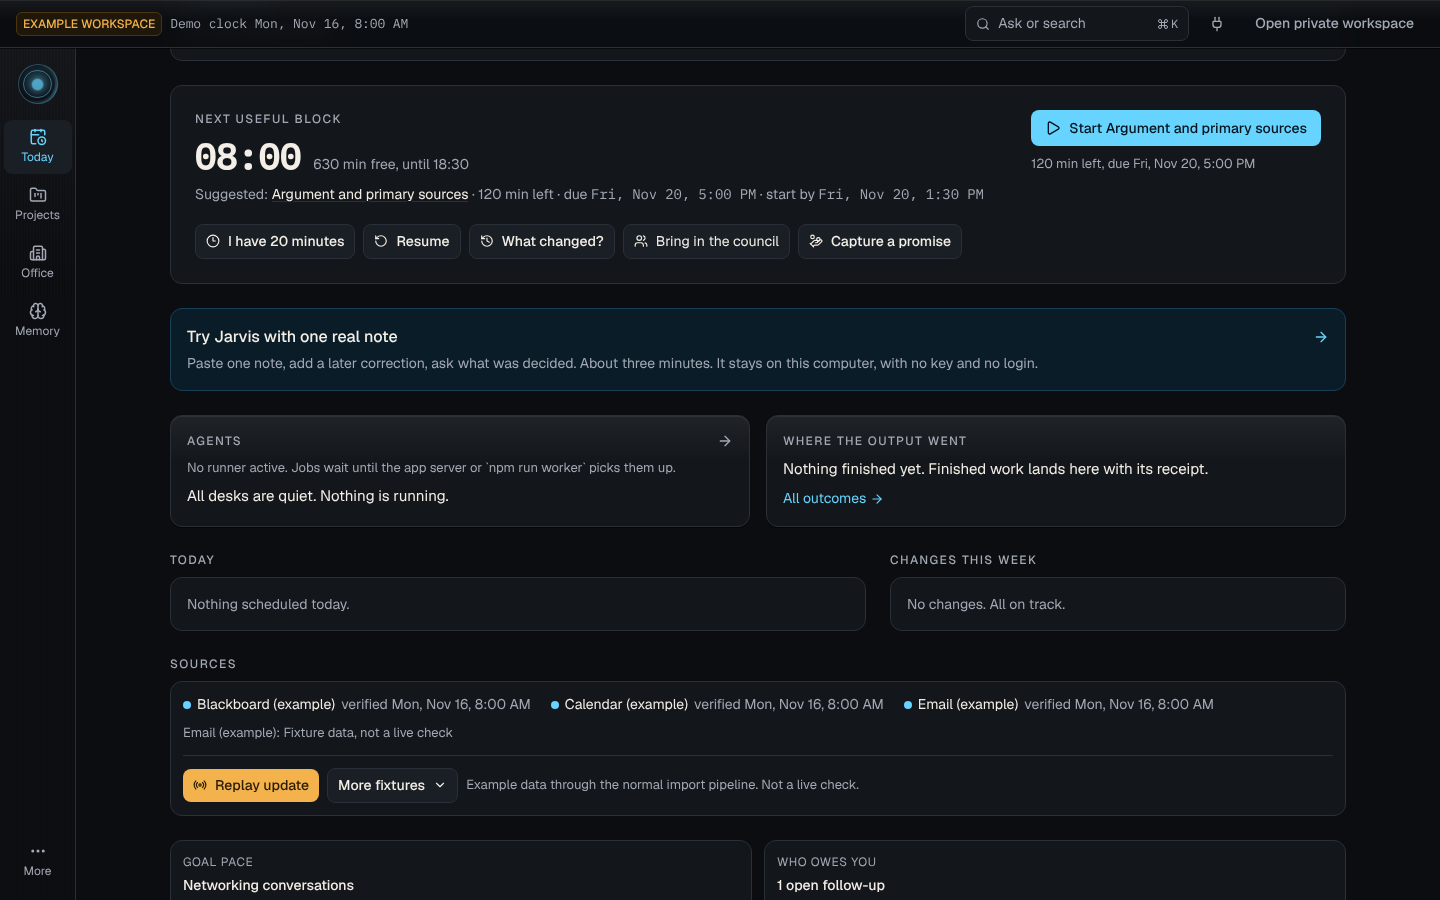 EXAMPLE WORKSPACE Demo clock Mon, Nov 16, 8:00 AM
Ask or search ⌘K
Open private workspace
Today
Projects
Office
Memory
More
NEXT USEFUL BLOCK
08:00 630 min free, until 18:30
Suggested: Argument and primary sources · 120 min left · due Fri, Nov 20, 5:00 PM · start by Fri, Nov 20, 1:30 PM
Start Argument and primary sources
120 min left, due Fri, Nov 20, 5:00 PM
I have 20 minutes
Resume
What changed?
Bring in the council
Capture a promise
Try Jarvis with one real note
Paste one note, add a later correction, ask what was decided. About three minutes. It stays on this computer, with no key and no login.
AGENTS
No runner active. Jobs wait until the app server or `npm run worker` picks them up.
All desks are quiet. Nothing is running.
WHERE THE OUTPUT WENT
Nothing finished yet. Finished work lands here with its receipt.
All outcomes →
TODAY
Nothing scheduled today.
CHANGES THIS WEEK
No changes. All on track.
SOURCES
Blackboard (example) verified Mon, Nov 16, 8:00 AM
Calendar (example) verified Mon, Nov 16, 8:00 AM
Email (example) verified Mon, Nov 16, 8:00 AM
Email (example): Fixture data, not a live check
Replay update
More fixtures
Example data through the normal import pipeline. Not a live check.
GOAL PACE
Networking conversations
WHO OWES YOU
1 open follow-up